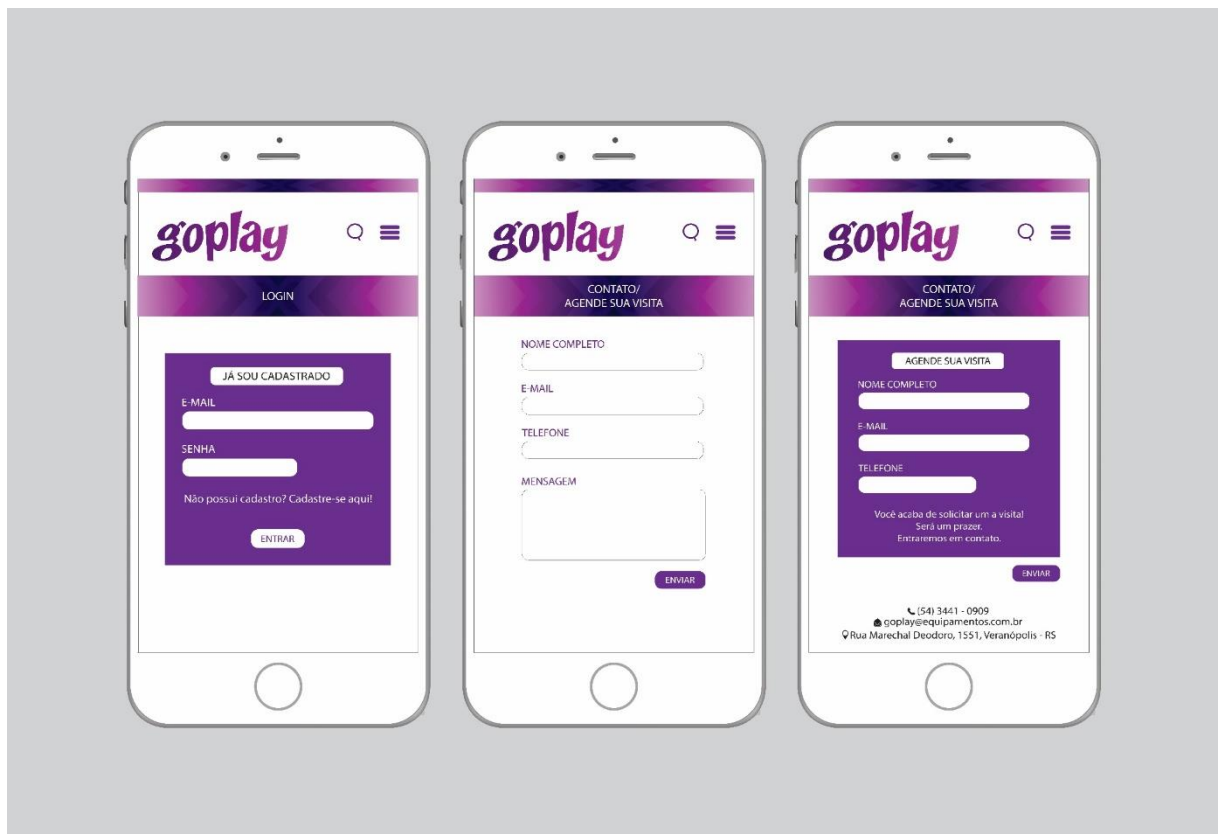 goplay
LOGIN
JÁ SOU CADASTRADO
E-MAIL
SENHA
Não possui cadastro? Cadastre-se aqui!
ENTRAR
goplay
CONTATO/
AGENDE SUA VISITA
NOME COMPLETO
E-MAIL
TELEFONE
MENSAGEM
ENVIAR
goplay
CONTATO/
AGENDE SUA VISITA
AGENDE SUA VISITA
NOME COMPLETO
E-MAIL
TELEFONE
Você acaba de solicitar um a visita!
Será um prazer.
Entraremos em contato.
ENVIAR
(54) 3441 - 0909
goplay@equipamentos.com.br
Rua Marechal Deodoro, 1551, Veranópolis - RS